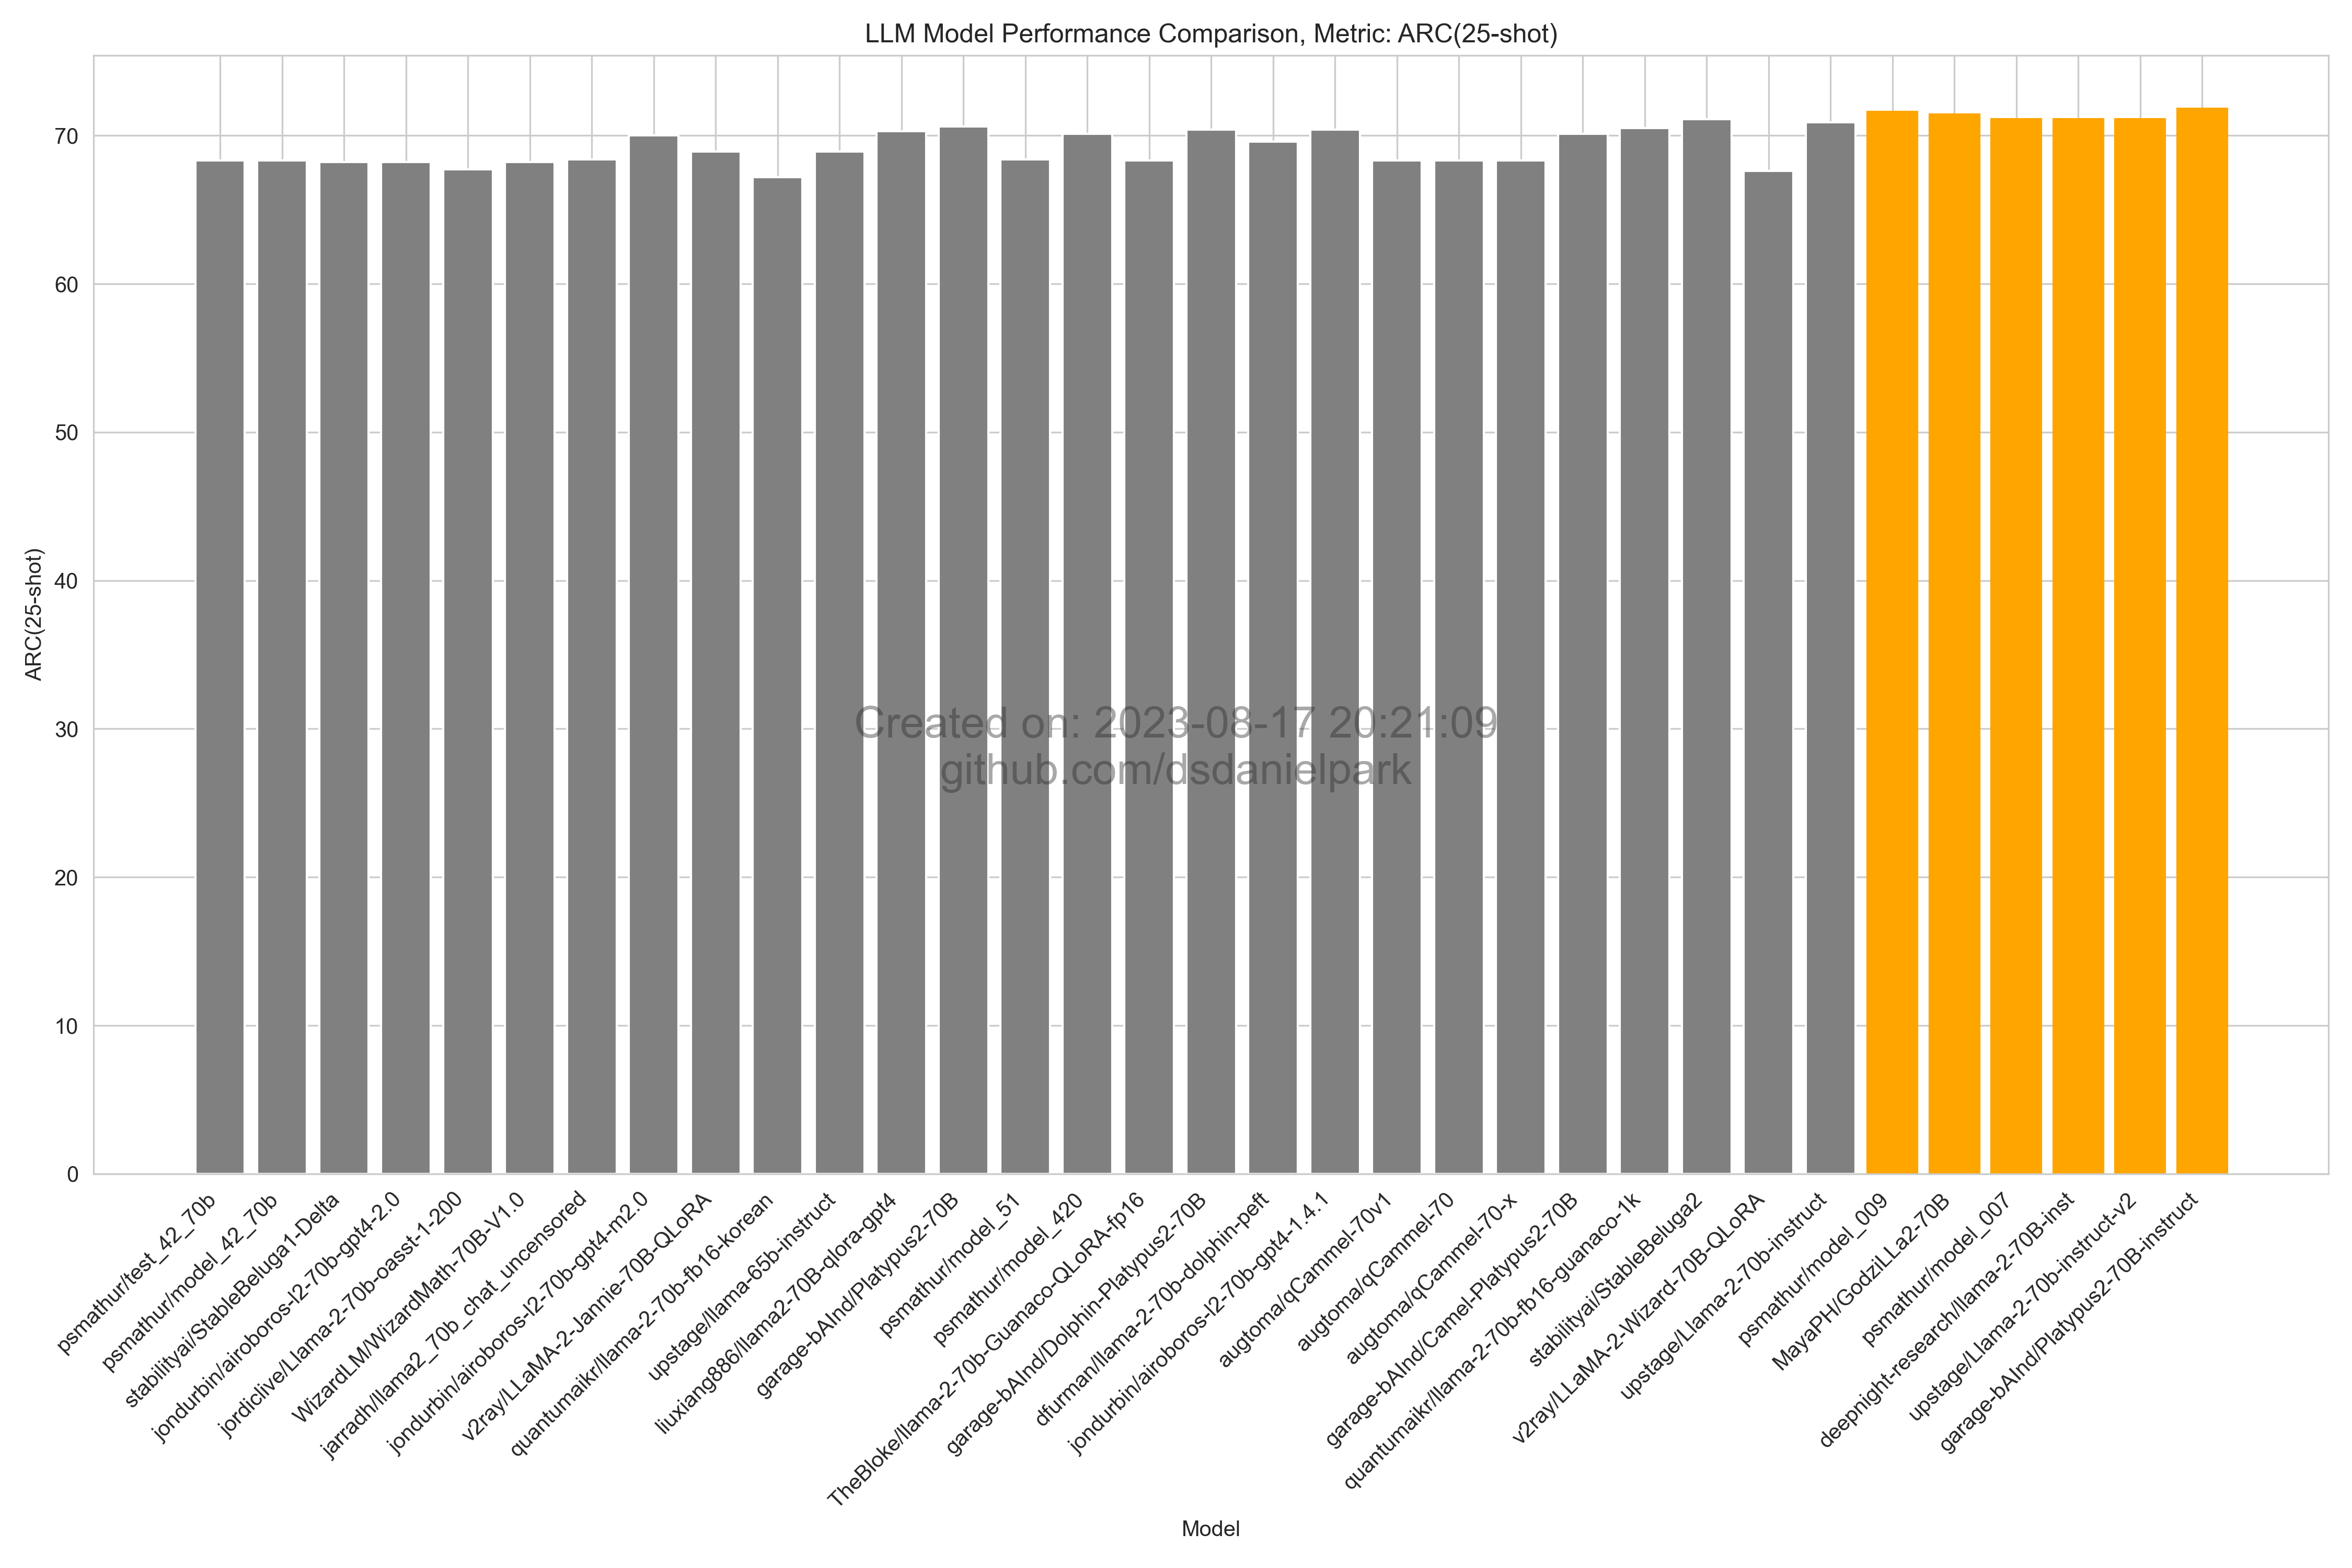 LLM Model Performance Comparison, Metric: ARC(25-shot)
ARC(25-shot)
70
60
50
40
30
20
10
0
Created on: 2023-08-17 20:21:09
github.com/dsdanielpark
psmathur/test_42_70b
psmathur/model_42_70b
stabilityai/StableBeluga1-Delta
jondurbin/airoboros-l2-70b-gpt4-2.0
jordiclive/Llama-2-70b-oasst-1-200
WizardLM/WizardMath-70B-V1.0
jarradh/llama2_70b_chat_uncensored
jondurbin/airoboros-l2-70b-gpt4-m2.0
v2ray/LLaMA-2-Jannie-70B-QLoRA
quantumaikr/llama-2-70b-fb16-korean
upstage/llama-65b-instruct
liuxiang886/llama2-70B-qlora-gpt4
garage-bAInd/Platypus2-70B
psmathur/model_51
psmathur/model_420
TheBloke/llama-2-70b-Guanaco-QLoRA-fp16
garage-bAInd/Dolphin-Platypus2-70B
dfurman/llama-2-70b-dolphin-peft
jondurbin/airoboros-l2-70b-gpt4-1.4.1
augtoma/qCammel-70v1
augtoma/qCammel-70
augtoma/qCammel-70-x
garage-bAInd/Camel-Platypus2-70B
quantumaikr/llama-2-70b-fb16-guanaco-1k
stabilityai/StableBeluga2
v2ray/LLaMA-2-Wizard-70B-QLoRA
upstage/Llama-2-70b-instruct
psmathur/model_009
MayaPH/GodziLLa2-70B
psmathur/model_007
deepnight-research/llama-2-70B-inst
upstage/Llama-2-70b-instruct-v2
garage-bAInd/Platypus2-70B-instruct
Model